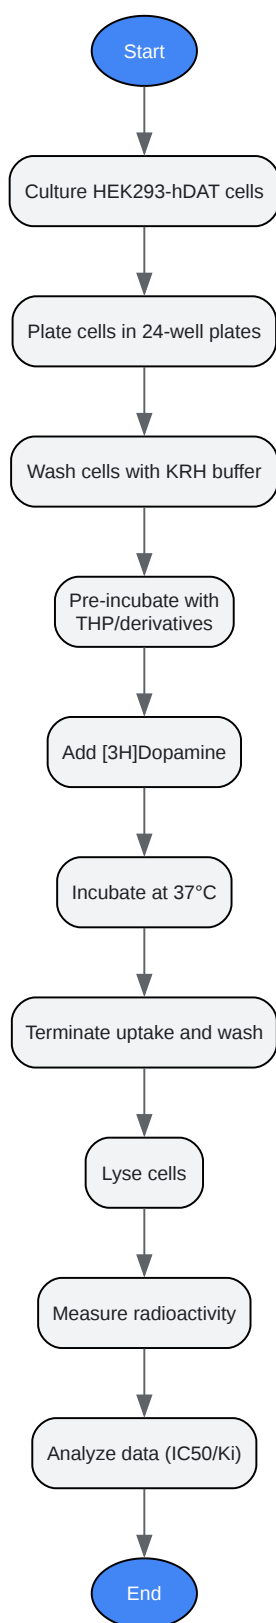 Start
Culture HEK293-hDAT cells
Plate cells in 24-well plates
Wash cells with KRH buffer
Pre-incubate with
THP/derivatives
Add [3H]Dopamine
Incubate at 37°C
Terminate uptake and wash
Lyse cells
Measure radioactivity
Analyze data (IC50/Ki)
End